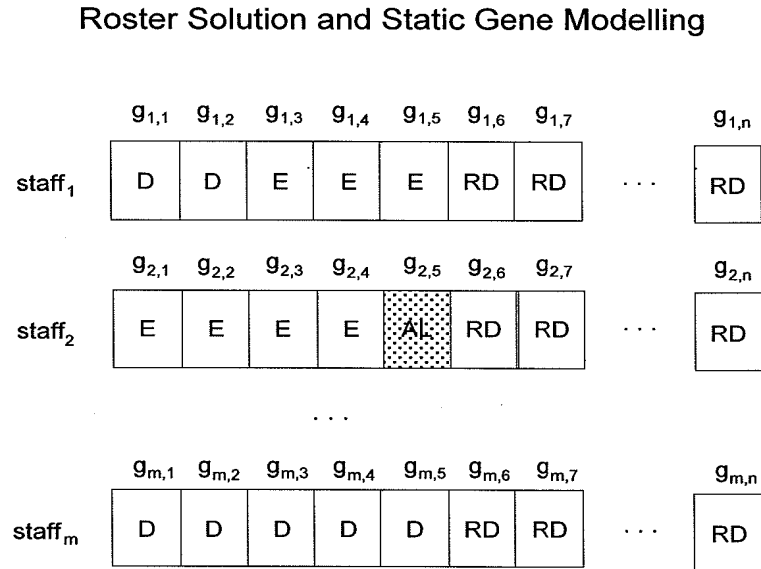 Roster Solution and Static Gene Modelling
g1,1 g1,2 g1,3 g1,4 g1,5 g1,6 g1,7 g1,n
staff1 D D E E E RD RD . . . RD
g2,1 g2,2 g2,3 g2,4 g2,5 g2,6 g2,7 g2,n
staff2 E E E E AL RD RD . . . RD
. . .
gm,1 gm,2 gm,3 gm,4 gm,5 gm,6 gm,7 gm,n
staffm D D D D D RD RD . . . RD